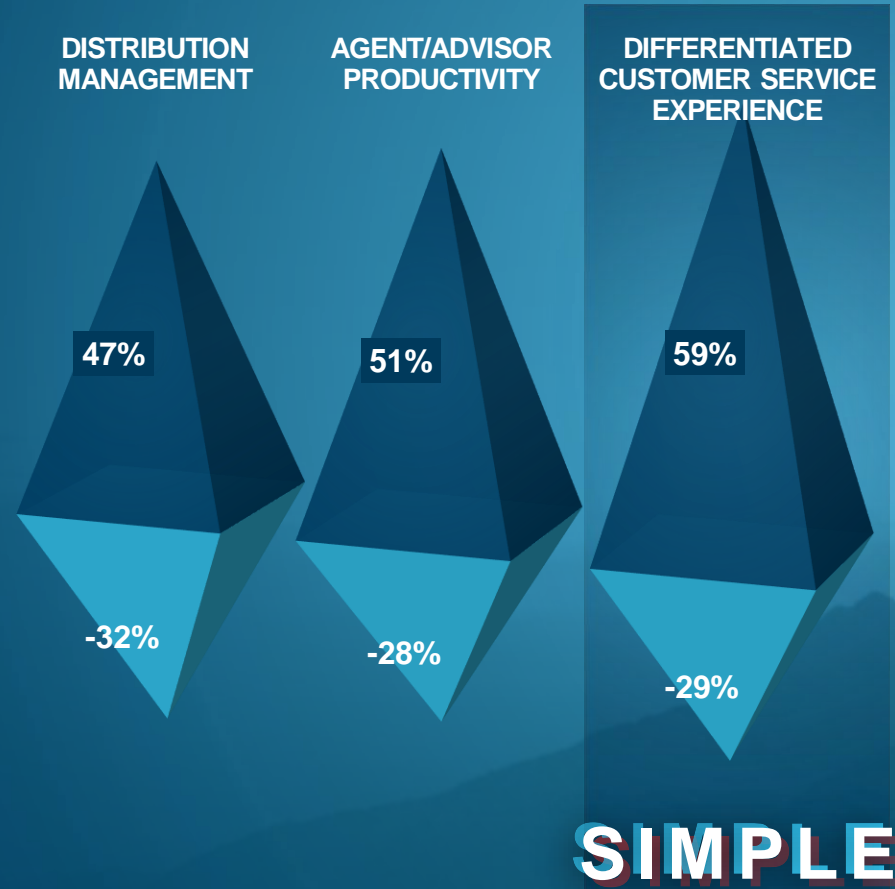 DISTRIBUTION
MANAGEMENT
AGENT/ADVISOR
PRODUCTIVITY
DIFFERENTIATED
CUSTOMER SERVICE
EXPERIENCE
47%
51%
59%
-32%
-28%
-29%
SIMPLE